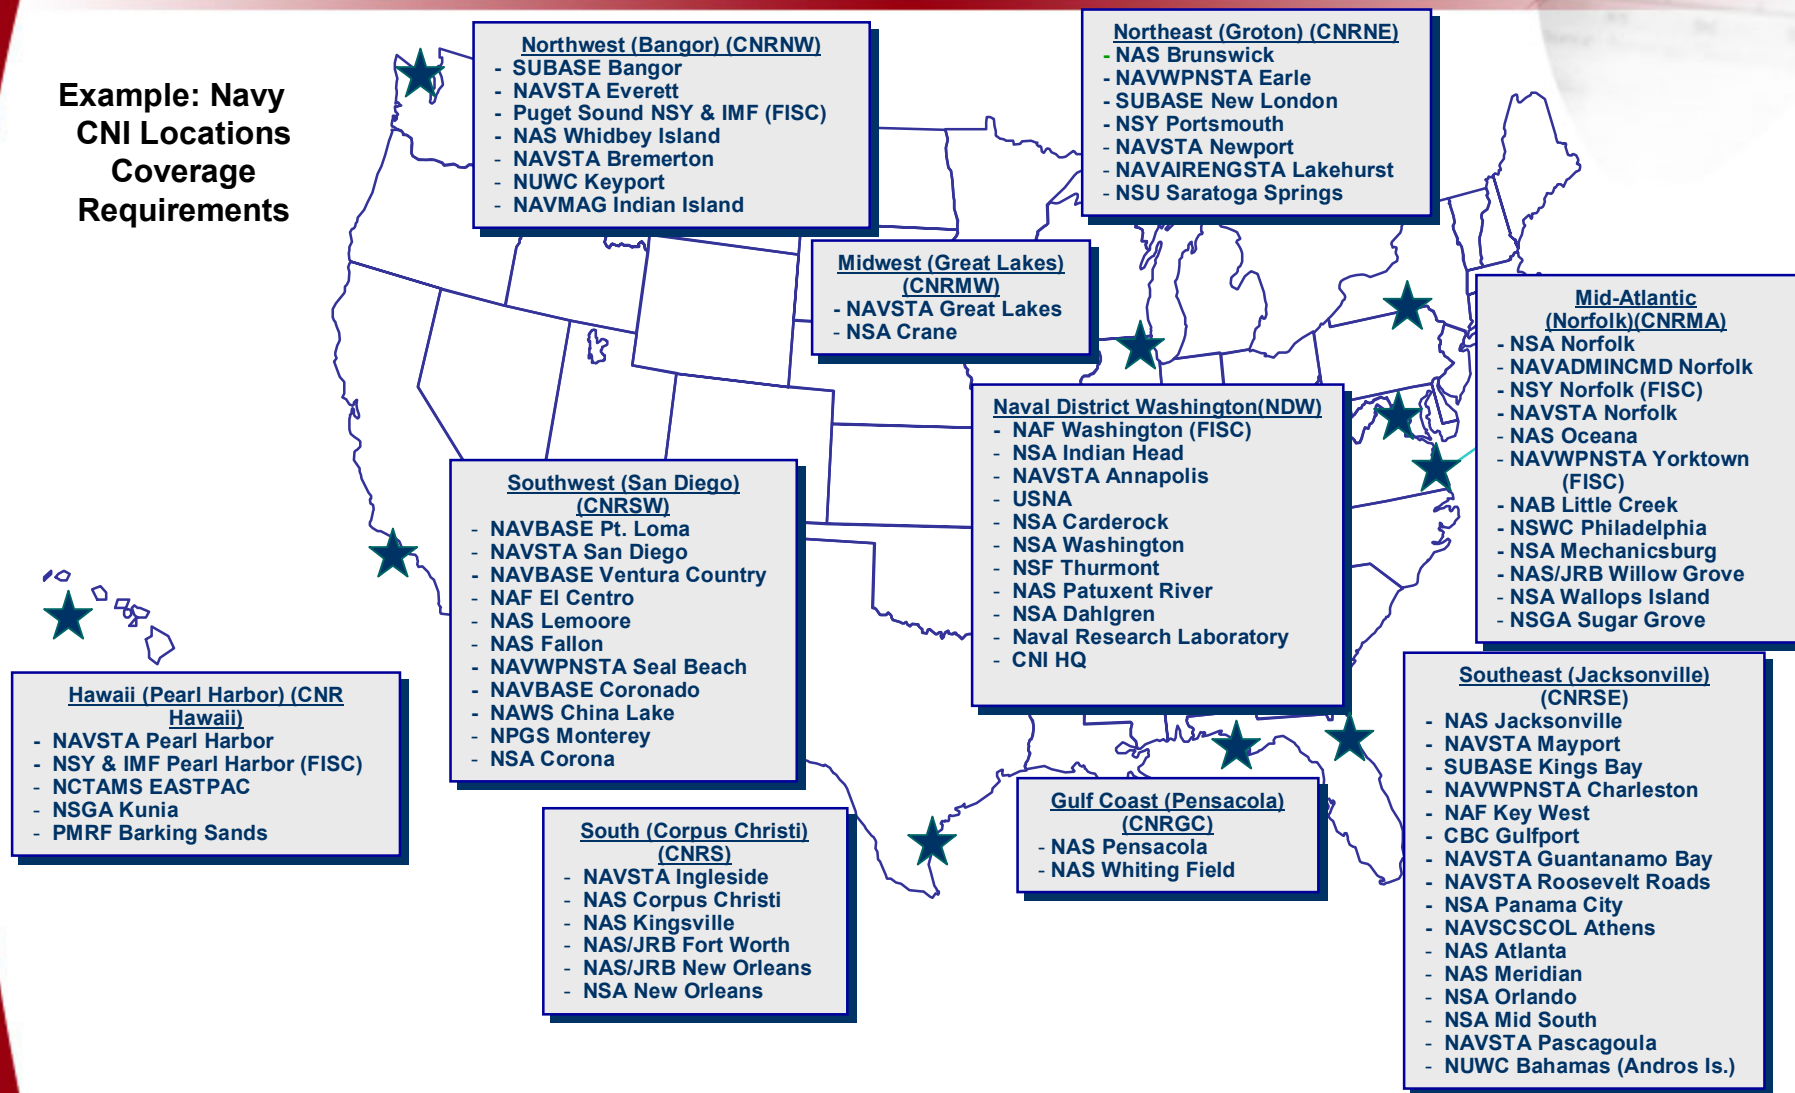 Example: Navy
CNI Locations
Coverage
Requirements
Northwest (Bangor) (CNRNW)
- SUBASE Bangor
- NAVSTA Everett
- Puget Sound NSY & IMF (FISC)
- NAS Whidbey Island
- NAVSTA Bremerton
- NUWC Keyport
- NAVMAG Indian Island
Northeast (Groton) (CNRNE)
- NAS Brunswick
- NAVWPNSTA Earle
- SUBASE New London
- NSY Portsmouth
- NAVSTA Newport
- NAVAIRENGSTA Lakehurst
- NSU Saratoga Springs
Midwest (Great Lakes)
(CNRMW)
- NAVSTA Great Lakes
- NSA Crane
Mid-Atlantic
(Norfolk)(CNRMA)
- NSA Norfolk
- NAVADMINCMD Norfolk
- NSY Norfolk (FISC)
- NAVSTA Norfolk
- NAS Oceana
- NAVWPNSTA Yorktown
(FISC)
- NAB Little Creek
- NSWC Philadelphia
- NSA Mechanicsburg
- NAS/JRB Willow Grove
- NSA Wallops Island
- NSGA Sugar Grove
Naval District Washington(NDW)
- NAF Washington (FISC)
- NSA Indian Head
- NAVSTA Annapolis
- USNA
- NSA Carderock
- NSA Washington
- NSF Thurmont
- NAS Patuxent River
- NSA Dahlgren
- Naval Research Laboratory
- CNI HQ
Southwest (San Diego)
(CNRSW)
- NAVBASE Pt. Loma
- NAVSTA San Diego
- NAVBASE Ventura Country
- NAF El Centro
- NAS Lemoore
- NAS Fallon
- NAVWPNSTA Seal Beach
- NAVBASE Coronado
- NAWS China Lake
- NPGS Monterey
- NSA Corona
Hawaii (Pearl Harbor) (CNR
Hawaii)
- NAVSTA Pearl Harbor
- NSY & IMF Pearl Harbor (FISC)
- NCTAMS EASTPAC
- NSGA Kunia
- PMRF Barking Sands
South (Corpus Christi)
(CNRS)
- NAVSTA Ingleside
- NAS Corpus Christi
- NAS Kingsville
- NAS/JRB Fort Worth
- NAS/JRB New Orleans
- NSA New Orleans
Gulf Coast (Pensacola)
(CNRGC)
- NAS Pensacola
- NAS Whiting Field
Southeast (Jacksonville)
(CNRSE)
- NAS Jacksonville
- NAVSTA Mayport
- SUBASE Kings Bay
- NAVWPNSTA Charleston
- NAF Key West
- CBC Gulfport
- NAVSTA Guantanamo Bay
- NAVSTA Roosevelt Roads
- NSA Panama City
- NAVSCSCOL Athens
- NAS Atlanta
- NAS Meridian
- NSA Orlando
- NSA Mid South
- NAVSTA Pascagoula
- NUWC Bahamas (Andros Is.)